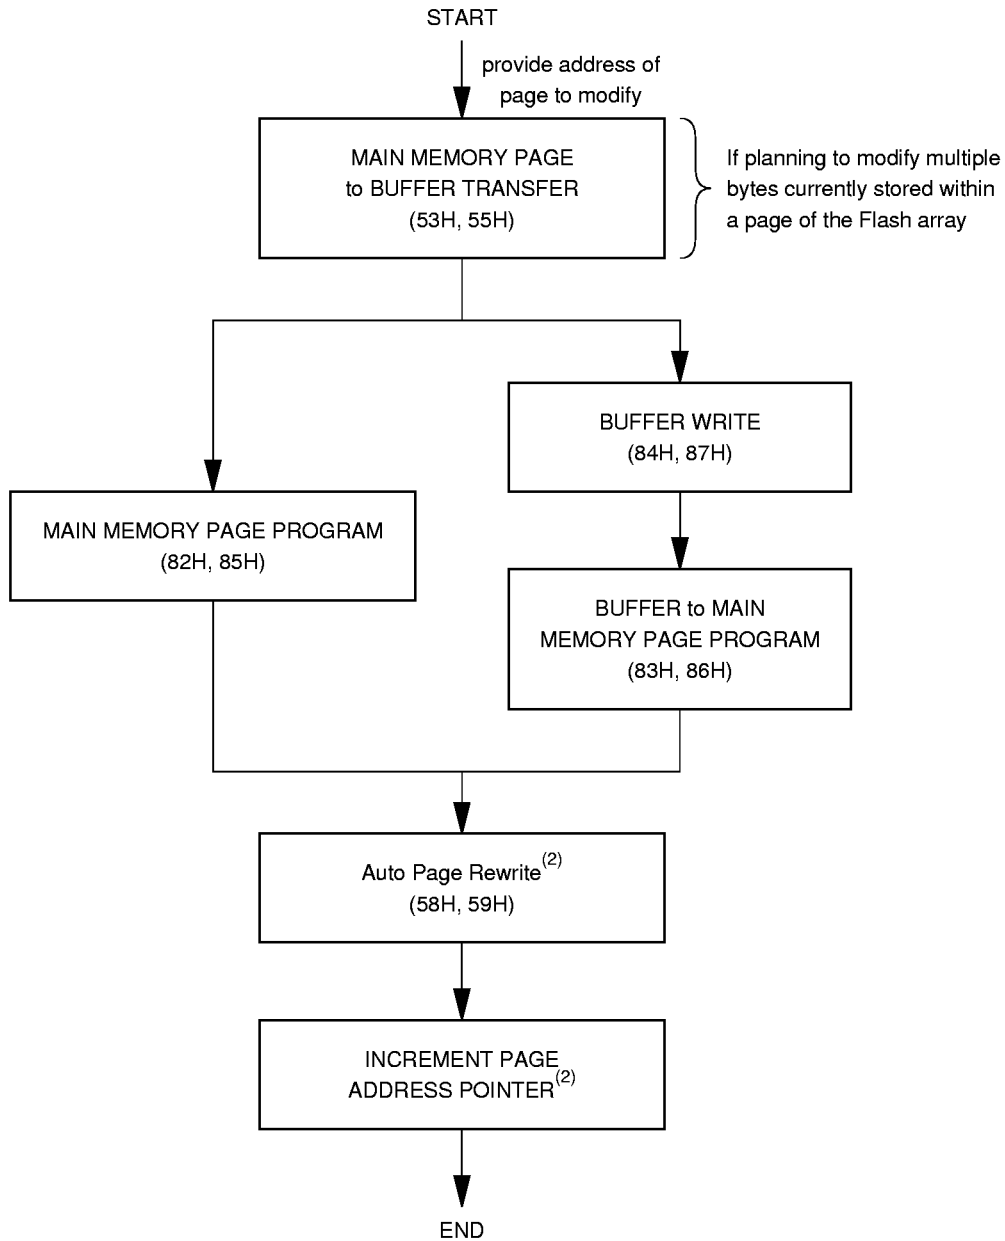 START
provide address of
page to modify
MAIN MEMORY PAGE
to BUFFER TRANSFER
(53H, 55H)
If planning to modify multiple
bytes currently stored within
a page of the Flash array
BUFFER WRITE
(84H, 87H)
MAIN MEMORY PAGE PROGRAM
(82H, 85H)
BUFFER to MAIN
MEMORY PAGE PROGRAM
(83H, 86H)
Auto Page Rewrite(2)
(58H, 59H)
INCREMENT PAGE
ADDRESS POINTER(2)
END